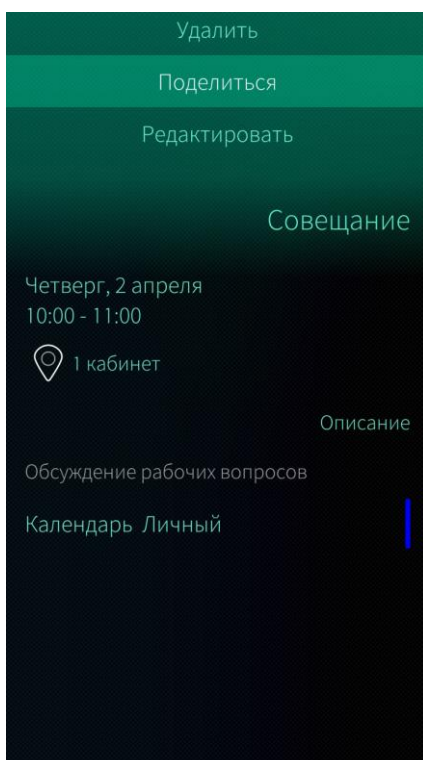 Удалить
Поделиться
Редактировать
Совещание
Четверг, 2 апреля
10:00 - 11:00
1 кабинет
Описание
Обсуждение рабочих вопросов
Календарь Личный